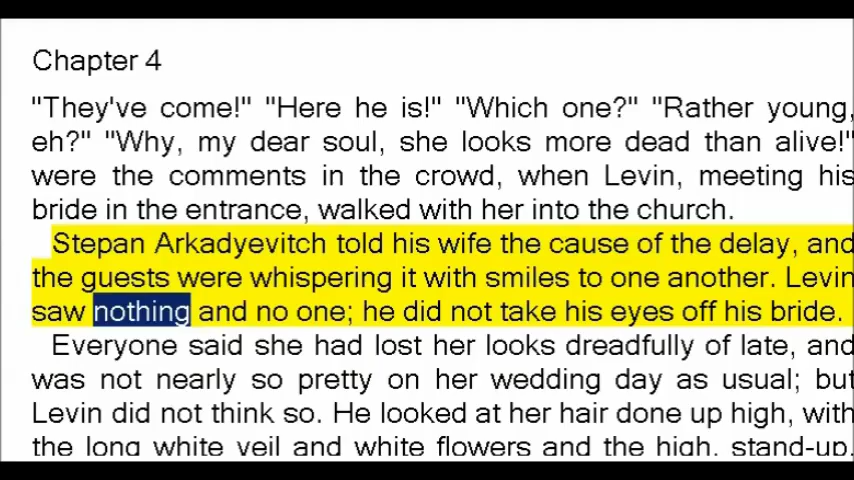 Chapter 4
"They've come!" "Here he is!" "Which one?" "Rather young,
eh?" "Why, my dear soul, she looks more dead than alive!"
were the comments in the crowd, when Levin, meeting his
bride in the entrance, walked with her into the church.
Stepan Arkadyevitch told his wife the cause of the delay, and
the guests were whispering it with smiles to one another. Levin
saw nothing and no one; he did not take his eyes off his bride.
Everyone said she had lost her looks dreadfully of late, and
was not nearly so pretty on her wedding day as usual; but
Levin did not think so. He looked at her hair done up high, with
the long white veil and white flowers and the high, stand-up,